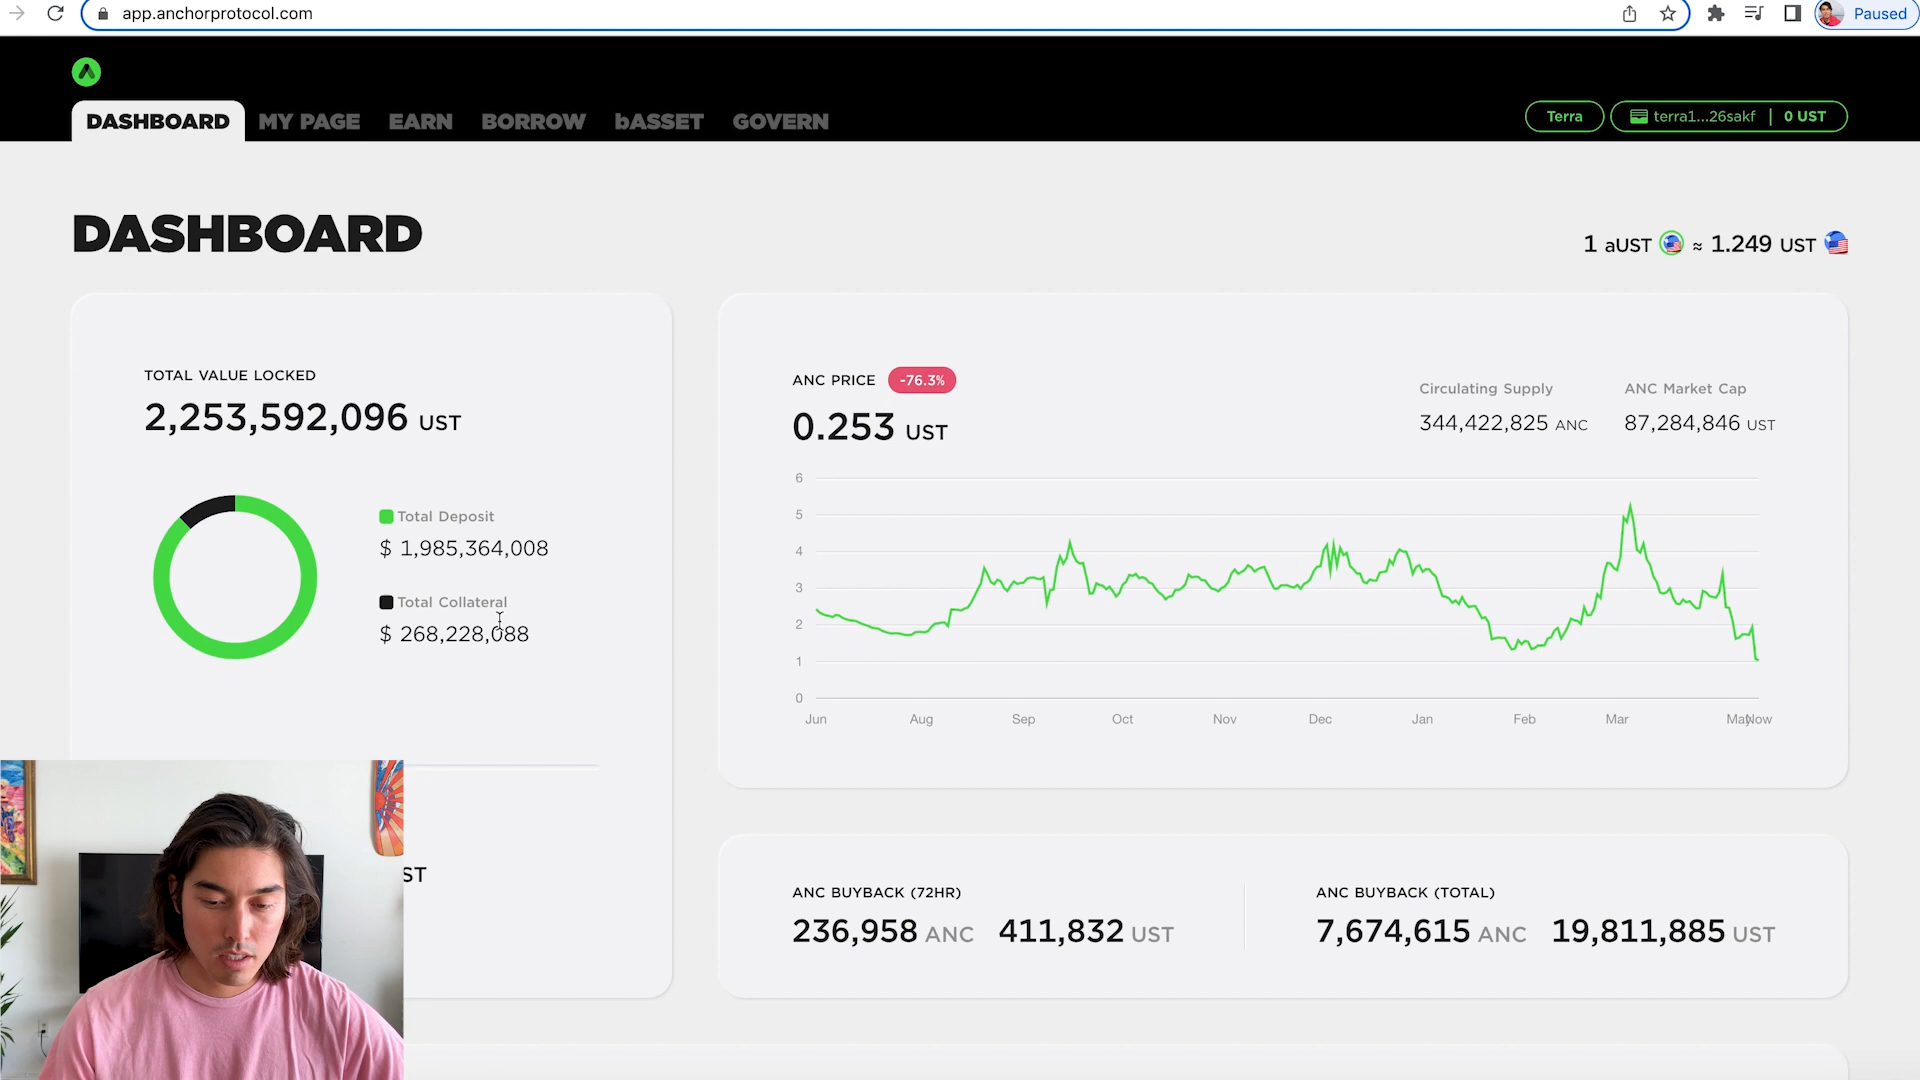 app.anchorprotocol.com
Paused
DASHBOARD MY PAGE EARN BORROW bASSET GOVERN
Terra
terra1...26sakf | 0 UST
DASHBOARD
1 aUST ≈ 1.249 UST
TOTAL VALUE LOCKED
2,253,592,096 UST
Total Deposit
$ 1,985,364,008
Total Collateral
$ 268,228,088
ST
ANC PRICE -76.3%
0.253 UST
Circulating Supply
344,422,825 ANC
ANC Market Cap
87,284,846 UST
6
5
4
3
2
1
0
Jun Aug Sep Oct Nov Dec Jan Feb Mar May Now
ANC BUYBACK (72HR)
236,958 ANC 411,832 UST
ANC BUYBACK (TOTAL)
7,674,615 ANC 19,811,885 UST